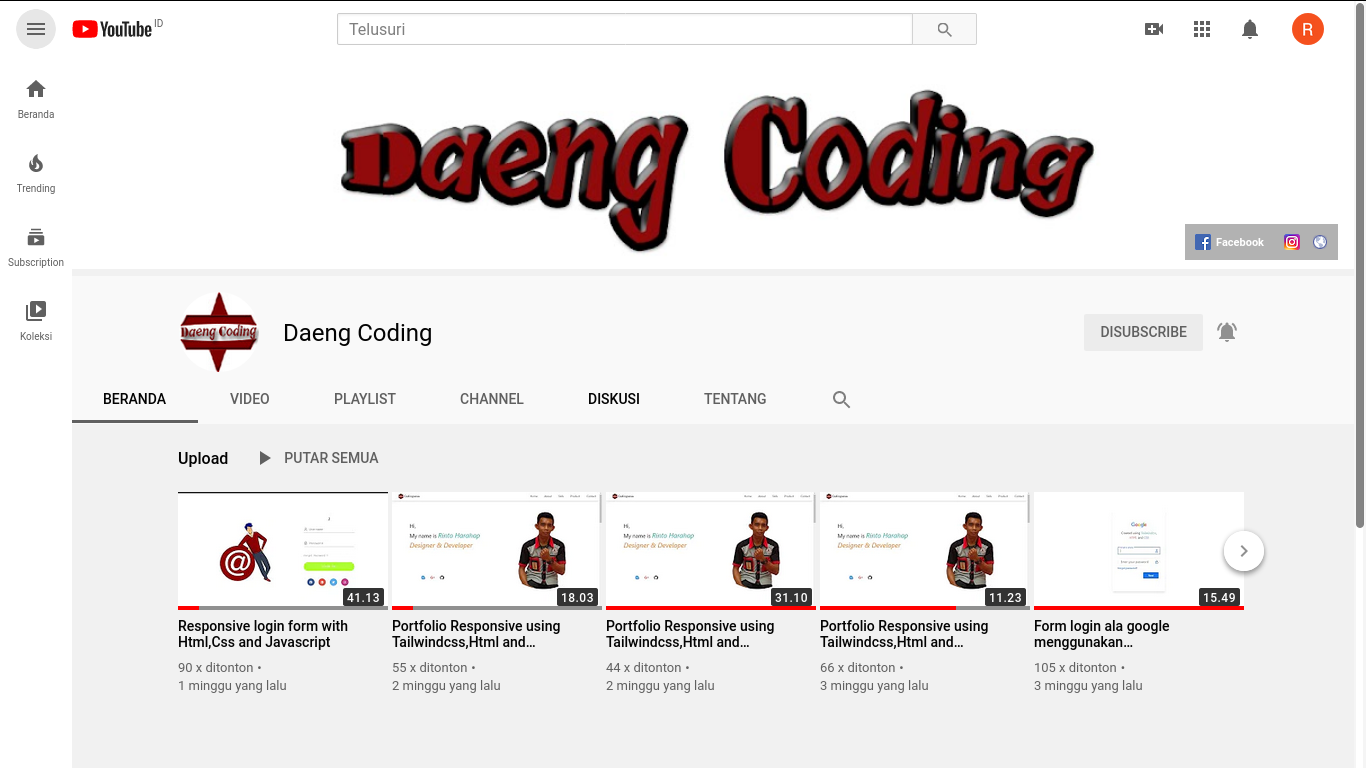 YouTube ID
Telusuri
R
Beranda
Trending
Subscription
Koleksi
Daeng Coding
Facebook
Daeng Coding
Daeng Coding
DISUBSCRIBE
BERANDA VIDEO PLAYLIST CHANNEL DISKUSI TENTANG
Upload PUTAR SEMUA
@
41.13
Responsive login form with
Html,Css and Javascript
90 x ditonton •
1 minggu yang lalu
Hi,
My name is Rinto Harahap
Designer & Developer
18.03
Portfolio Responsive using
Tailwindcss,Html and…
55 x ditonton •
2 minggu yang lalu
Hi,
My name is Rinto Harahap
Designer & Developer
31.10
Portfolio Responsive using
Tailwindcss,Html and…
44 x ditonton •
2 minggu yang lalu
Hi,
My name is Rinto Harahap
Designer & Developer
11.23
Portfolio Responsive using
Tailwindcss,Html and…
66 x ditonton •
3 minggu yang lalu
Google
15.49
Form login ala google
menggunakan…
105 x ditonton •
3 minggu yang lalu